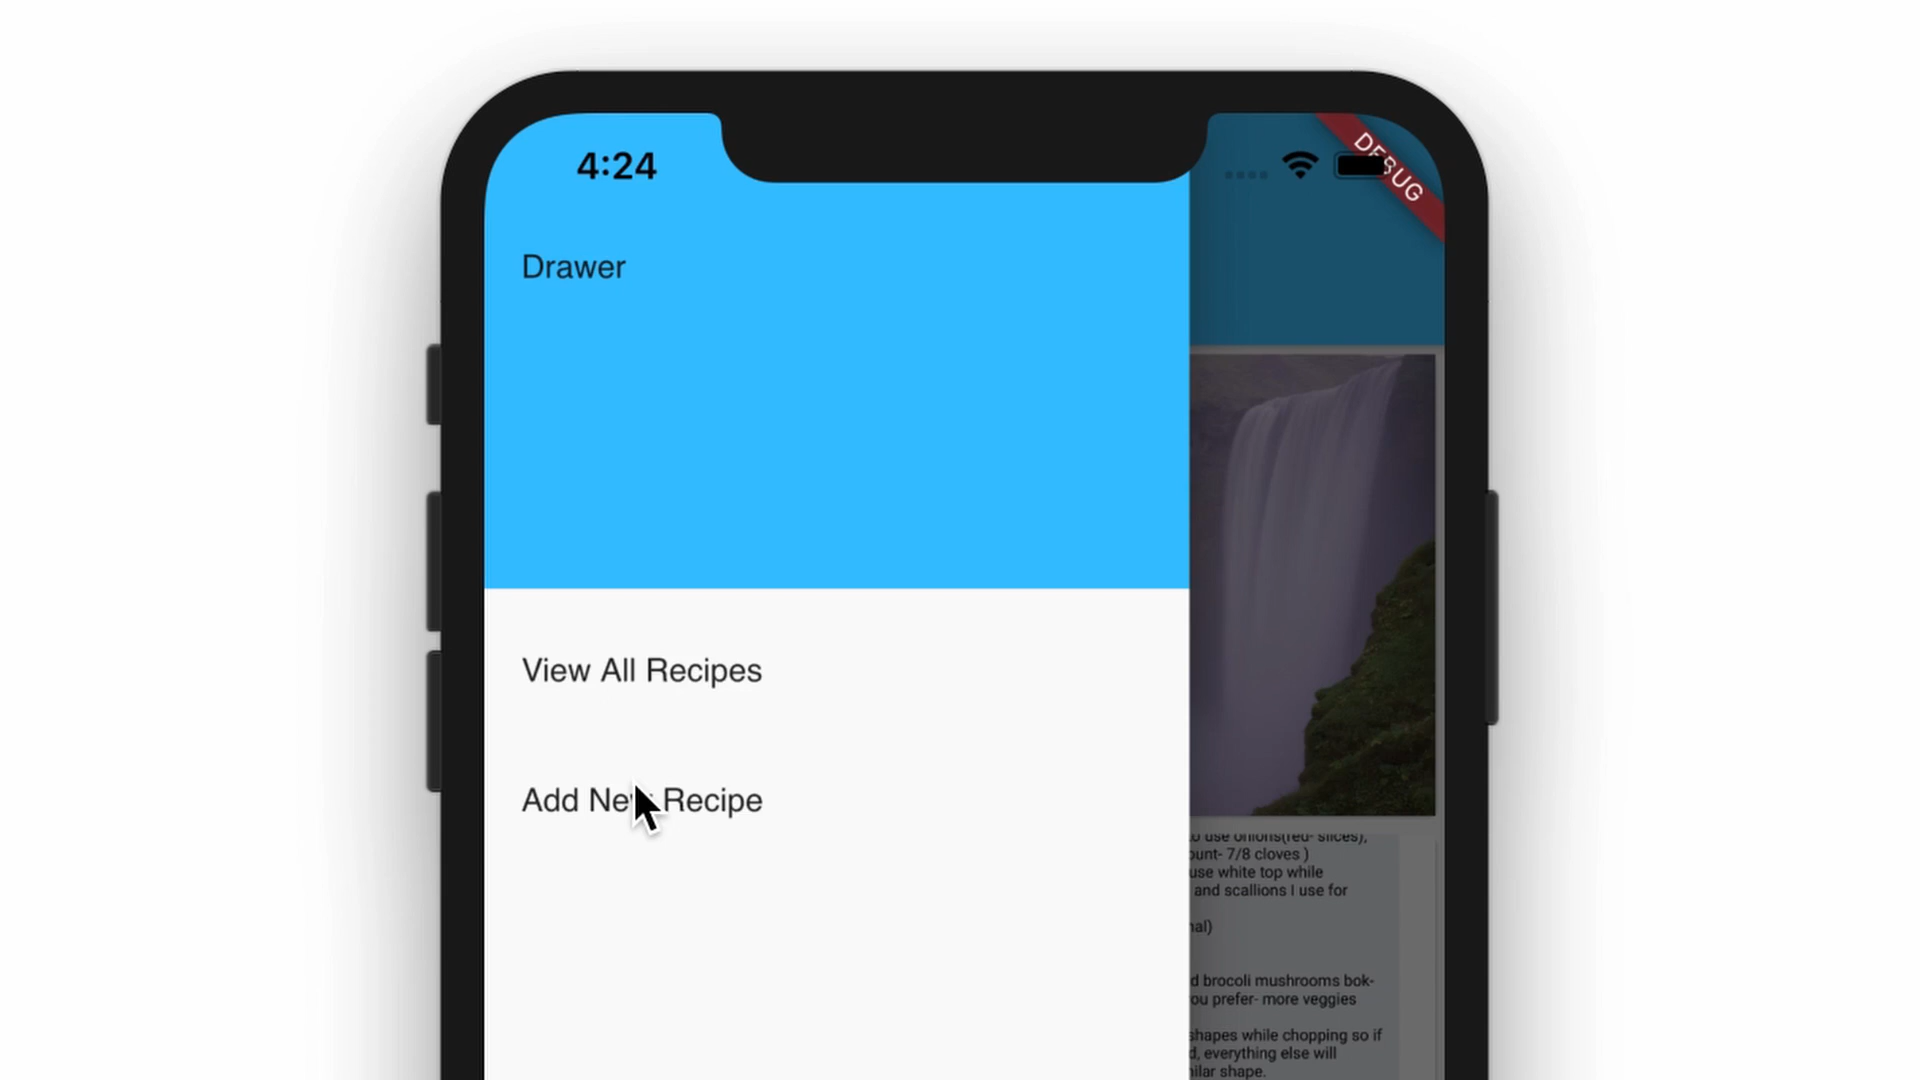 4:24
DEBUG
Drawer
View All Recipes
Add New Recipe
to use onions(red- slices),
ount- 7/8 cloves )
use white top while
and scallions I use for
nal)
d brocoli mushrooms bok-
ou prefer- more veggies
shapes while chopping so if
d, everything else will
milar shape.